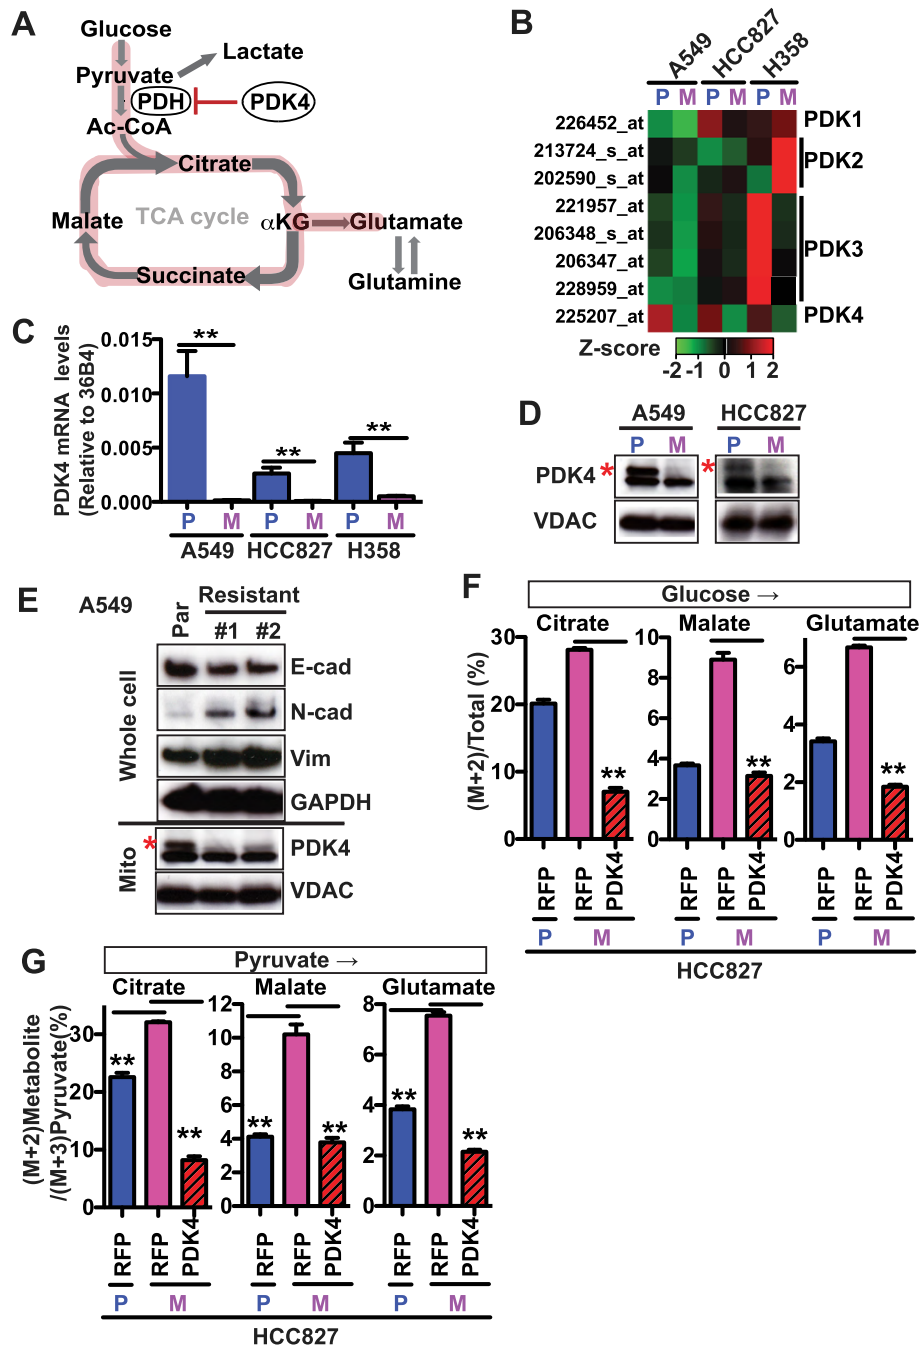 A
Glucose
Pyruvate
Lactate
PDH
PDK4
Ac-CoA
Citrate
Malate
TCA cycle
αKG
Glutamate
Succinate
Glutamine
B
A549
HCC827
H358
P M P M P M
226452_at
PDK1
213724_s_at
PDK2
202590_s_at
221957_at
206348_s_at
PDK3
206347_at
228959_at
225207_at
PDK4
Z-score
-2 -1 0 1 2
C
PDK4 mRNA levels
(Relative to 36B4)
0.015
0.010
0.005
0.000
**
**
**
P M P M P M
A549 HCC827 H358
D
A549 HCC827
P M P M
PDK4
*
*
VDAC
E
A549
Par
Resistant
#1 #2
Whole cell
E-cad
N-cad
Vim
GAPDH
Mito
*
PDK4
VDAC
F
Glucose →
Citrate Malate Glutamate
(M+2)/Total (%)
30
20
10
0
**
10
8
6
4
2
0
**
6
4
2
0
**
RFP RFP PDK4
RFP RFP PDK4
RFP RFP PDK4
P M P M P M
HCC827
G
Pyruvate →
Citrate Malate Glutamate
(M+2)Metabolite
/(M+3)Pyruvate(%)
30
20
10
0
**
**
12
10
8
6
4
2
0
**
**
8
6
4
2
0
**
**
RFP RFP PDK4
RFP RFP PDK4
RFP RFP PDK4
P M P M P M
HCC827